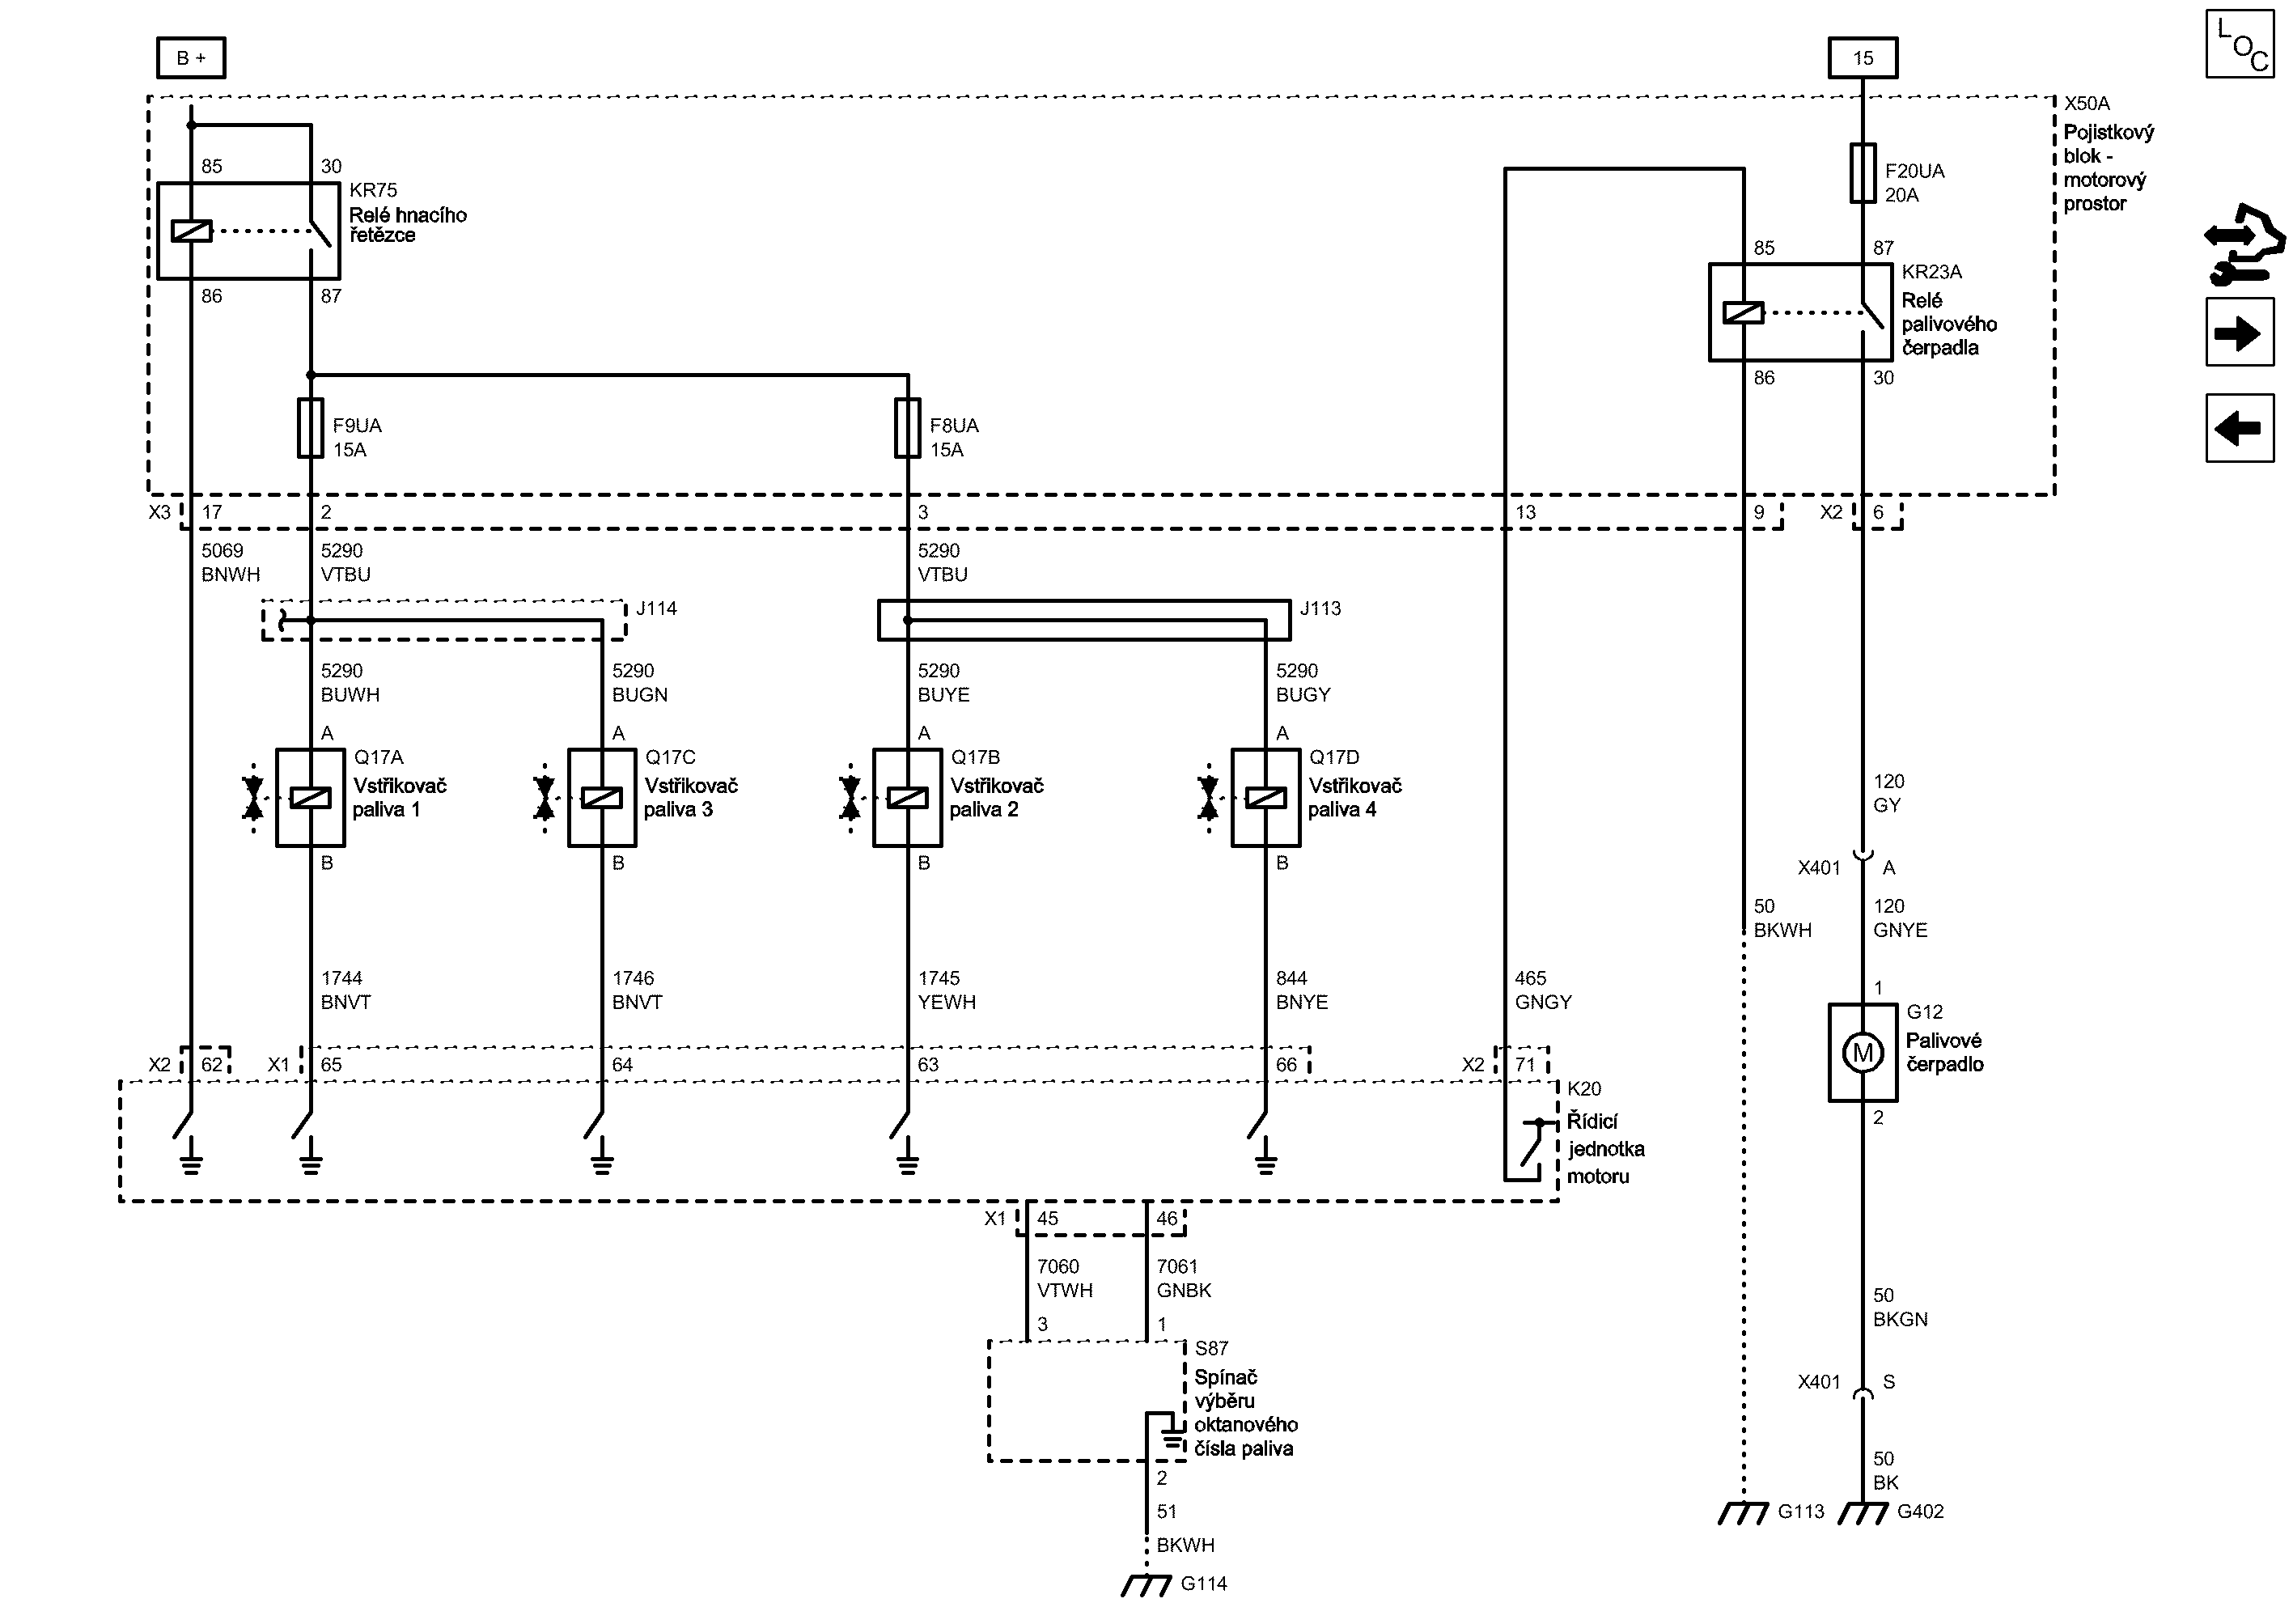 B +
15
LOC
X50A
Pojistkový
blok -
motorový
prostor
85
30
KR75
Relé hnacího
řetězce
86
87
F20UA
20A
85
87
KR23A
Relé
palivového
čerpadla
86
30
F9UA
15A
F8UA
15A
X3
17
2
3
13
9
X2
6
5069
BNWH
5290
VTBU
5290
VTBU
J114
J113
5290
BUWH
5290
BUGN
5290
BUYE
5290
BUGY
A
A
A
A
Q17A
Vstřikovač
paliva 1
Q17C
Vstřikovač
paliva 3
Q17B
Vstřikovač
paliva 2
Q17D
Vstřikovač
paliva 4
B
B
B
B
120
GY
X401
A
50
BKWH
120
GNYE
1744
BNVT
1746
BNVT
1745
YEWH
844
BNYE
465
GNGY
1
G12
Palivové
čerpadlo
M
2
X2
62
X1
65
64
63
66
X2
71
K20
Řídicí
jednotka
motoru
X1
45
46
7060
VTWH
7061
GNBK
3
1
S87
Spínač
výběru
oktanového
čísla paliva
50
BKGN
X401
S
2
51
BKWH
G114
50
BK
G113
G402